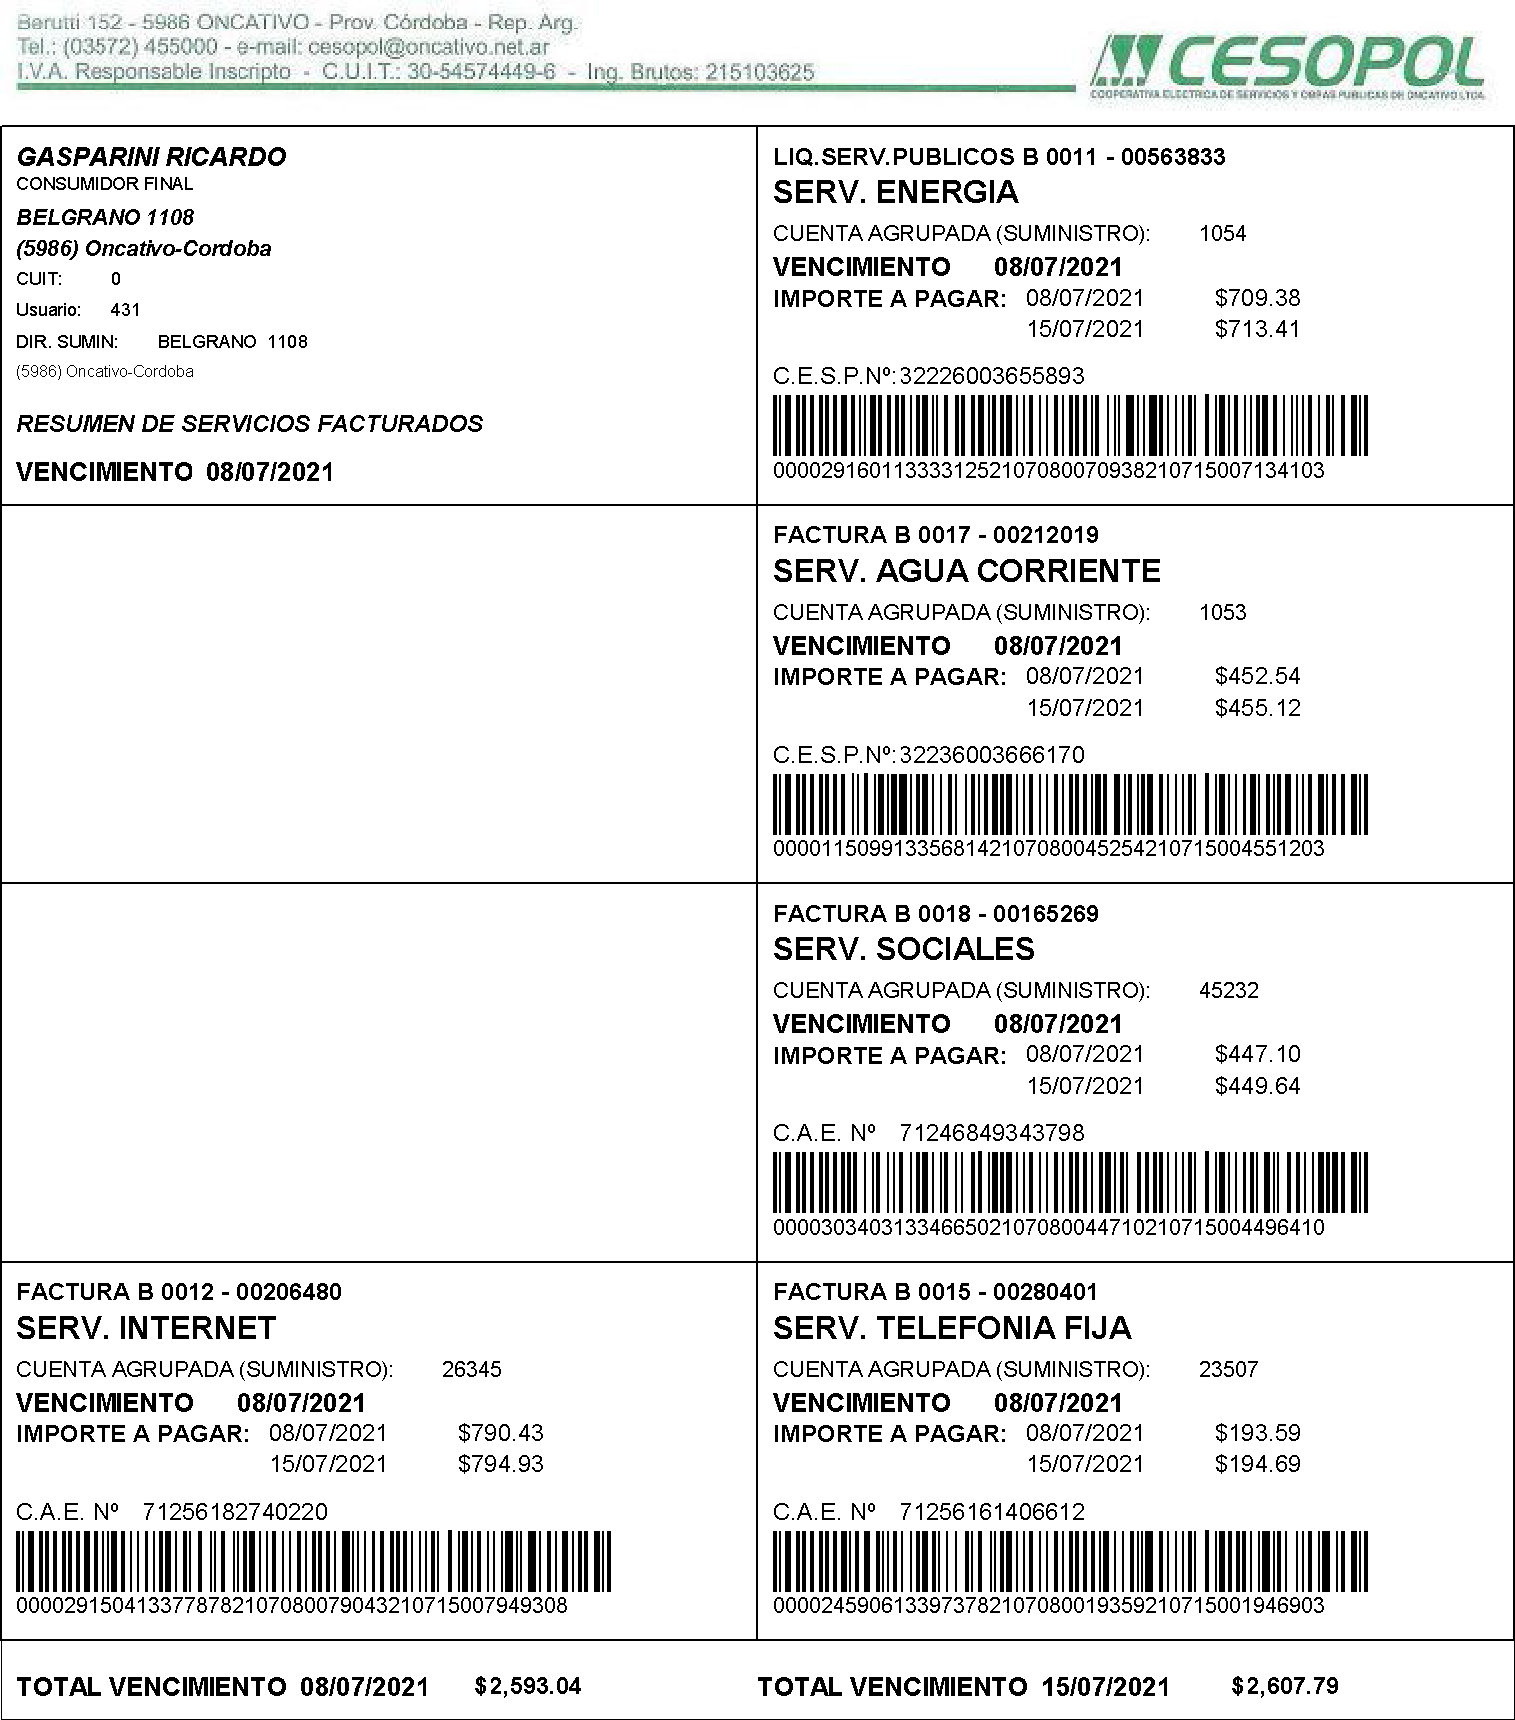 Berutti 152 - 5986 ONCATIVO - Prov. Córdoba - Rep. Arg.
Tel.: (03572) 455000 - e-mail: cesopol@oncativo.net.ar
I.V.A. Responsable Inscripto - C.U.I.T.: 30-54574449-6 - Ing. Brutos: 215103625
CESOPOL
COOPERATIVA ELECTRICA DE SERVICIOS Y OBRAS PUBLICAS DE ONCATIVO LTDA.
GASPARINI RICARDO
CONSUMIDOR FINAL
BELGRANO 1108
(5986) Oncativo-Cordoba
CUIT: 0
Usuario: 431
DIR. SUMIN: BELGRANO 1108
(5986) Oncativo-Cordoba
RESUMEN DE SERVICIOS FACTURADOS
VENCIMIENTO 08/07/2021
LIQ.SERV.PUBLICOS B 0011 - 00563833
SERV. ENERGIA
CUENTA AGRUPADA (SUMINISTRO): 1054
VENCIMIENTO 08/07/2021
IMPORTE A PAGAR: 08/07/2021 $709.38
15/07/2021 $713.41
C.E.S.P.Nº: 32226003655893
0000291601133331252107080070938210715007134103
FACTURA B 0017 - 00212019
SERV. AGUA CORRIENTE
CUENTA AGRUPADA (SUMINISTRO): 1053
VENCIMIENTO 08/07/2021
IMPORTE A PAGAR: 08/07/2021 $452.54
15/07/2021 $455.12
C.E.S.P.Nº: 32236003666170
0000115099133568142107080045254210715004551203
FACTURA B 0018 - 00165269
SERV. SOCIALES
CUENTA AGRUPADA (SUMINISTRO): 45232
VENCIMIENTO 08/07/2021
IMPORTE A PAGAR: 08/07/2021 $447.10
15/07/2021 $449.64
C.A.E. Nº 71246849343798
0000303403133466502107080044710210715004496410
FACTURA B 0012 - 00206480
SERV. INTERNET
CUENTA AGRUPADA (SUMINISTRO): 26345
VENCIMIENTO 08/07/2021
IMPORTE A PAGAR: 08/07/2021 $790.43
15/07/2021 $794.93
C.A.E. Nº 71256182740220
0000291504133778782107080079043210715007949308
FACTURA B 0015 - 00280401
SERV. TELEFONIA FIJA
CUENTA AGRUPADA (SUMINISTRO): 23507
VENCIMIENTO 08/07/2021
IMPORTE A PAGAR: 08/07/2021 $193.59
15/07/2021 $194.69
C.A.E. Nº 71256161406612
0000245906133973782107080019359210715001946903
TOTAL VENCIMIENTO 08/07/2021 $2,593.04
TOTAL VENCIMIENTO 15/07/2021 $2,607.79